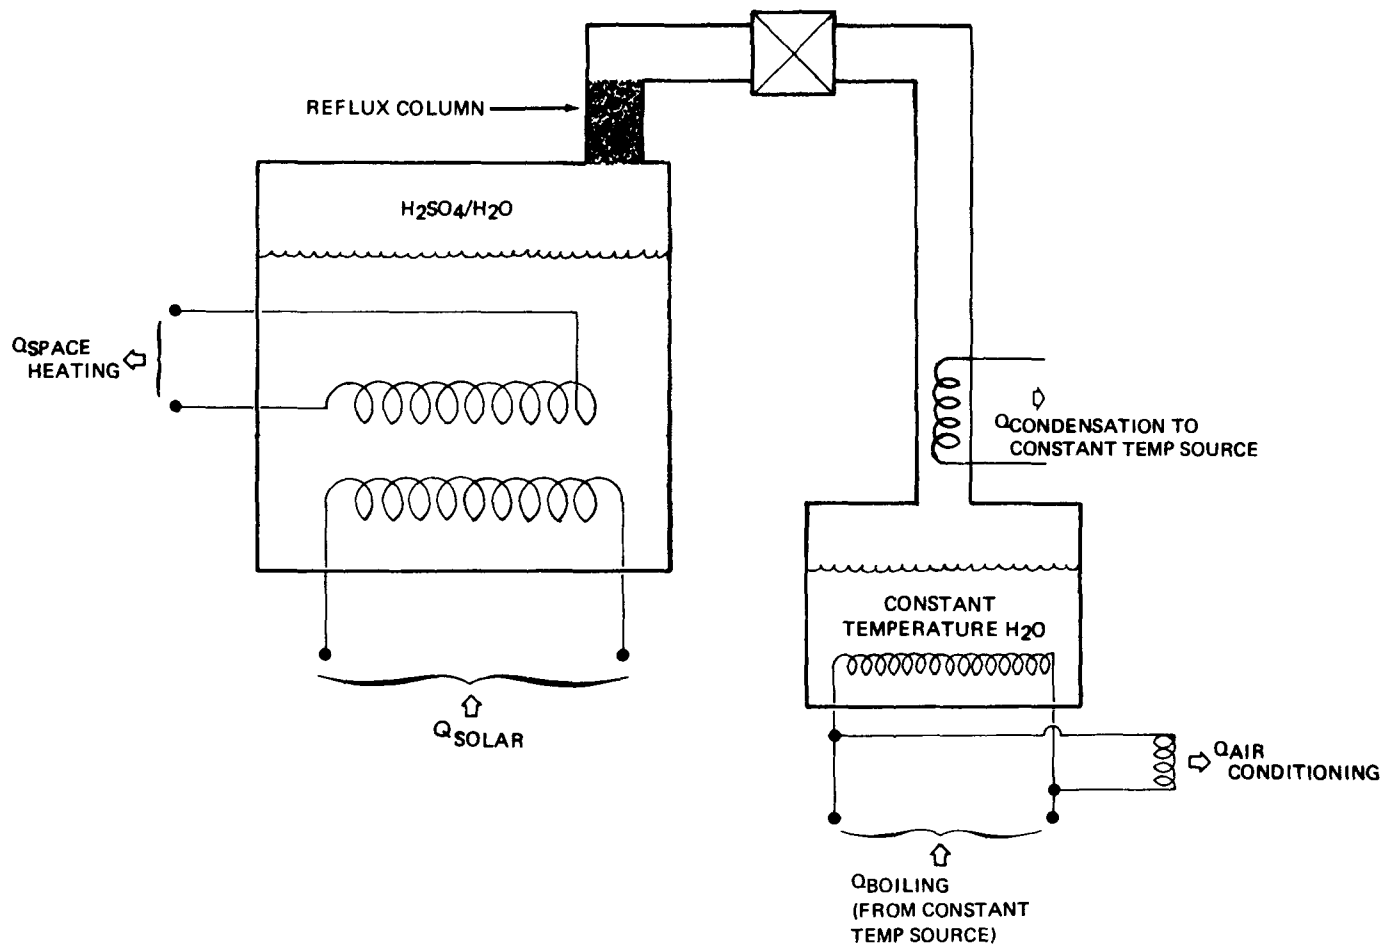 REFLUX COLUMN
H2SO4/H2O
QSPACE
HEATING
QCONDENSATION TO
CONSTANT TEMP SOURCE
CONSTANT
TEMPERATURE H2O
QSOLAR
QAIR
CONDITIONING
QBOILING
(FROM CONSTANT
TEMP SOURCE)